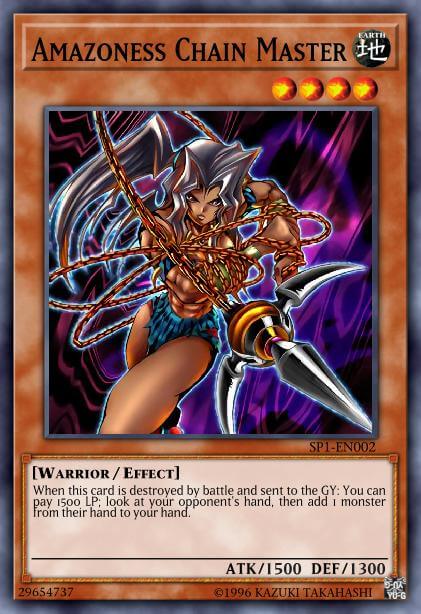 Amazoness Chain Master
EARTH
地
SP1-EN002
[Warrior / Effect]
When this card is destroyed by battle and sent to the GY: You can
pay 1500 LP; look at your opponent's hand, then add 1 monster
from their hand to your hand.
ATK/1500 DEF/1300
29654737
©1996 KAZUKI TAKAHASHI